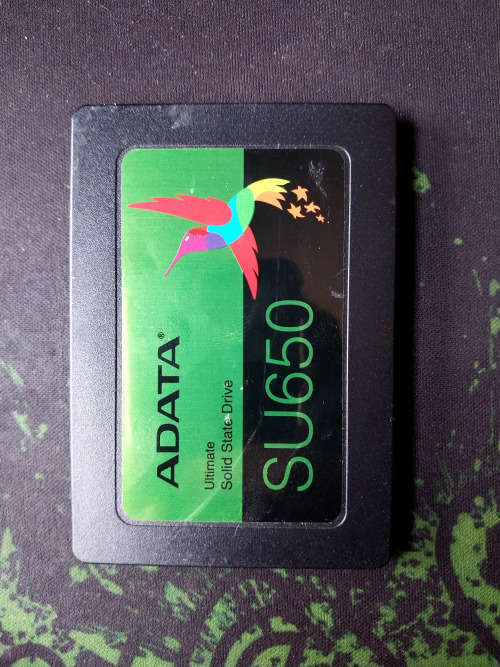 ADATA®
Ultimate
Solid State Drive
SU650